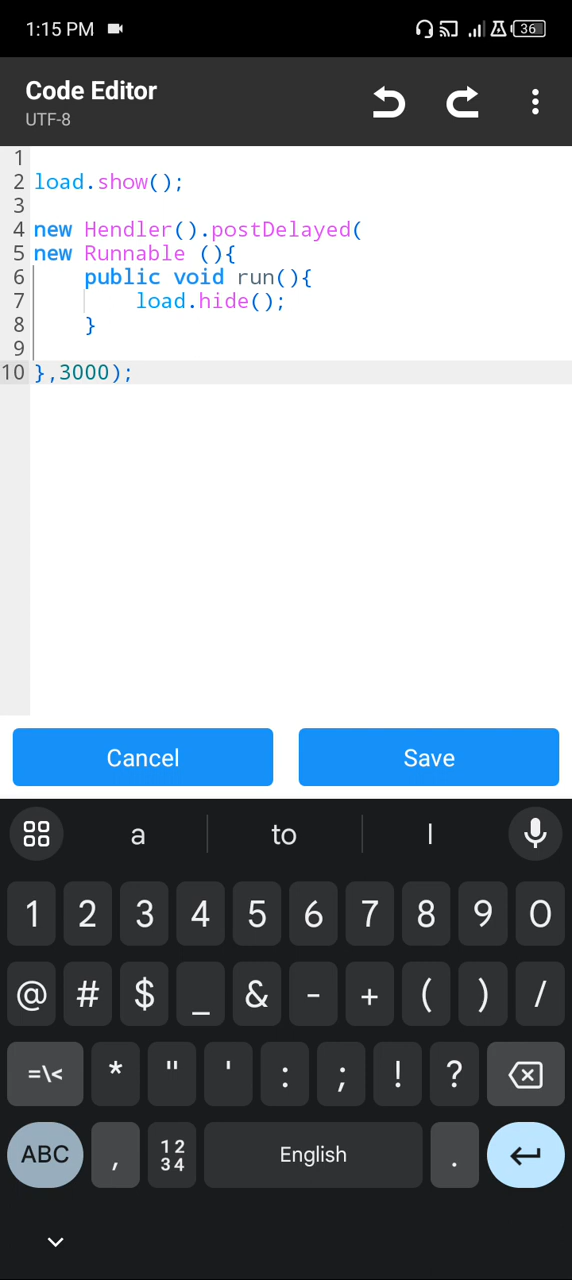 1:15 PM
36
Code Editor
UTF-8
1
2 load.show();
3
4 new Hendler().postDelayed(
5 new Runnable (){
6 public void run(){
7 load.hide();
8 }
9
10 },3000);
Cancel Save
a to l
1 2 3 4 5 6 7 8 9 0
@ # $ _ & - + ( ) /
=\< * " ' : ; ! ?
ABC , 12 English .
34